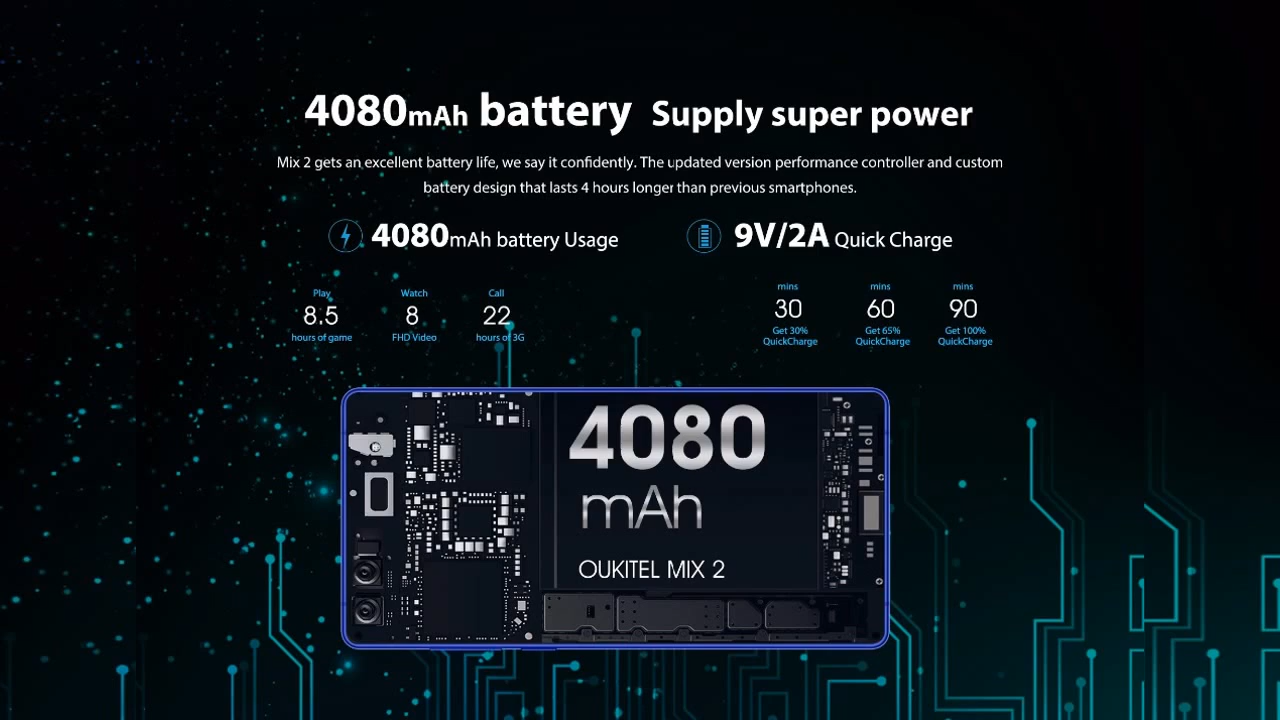 4080mAh battery Supply super power
Mix 2 gets an excellent battery life, we say it confidently. The updated version performance controller and custom
battery design that lasts 4 hours longer than previous smartphones.
4080mAh battery Usage
Play
8.5
hours of game
Watch
8
FHD Video
Call
22
hours of 3G
9V/2A Quick Charge
mins
30
Get 30%
QuickCharge
mins
60
Get 65%
QuickCharge
mins
90
Get 100%
QuickCharge
4080
mAh
OUKITEL MIX 2